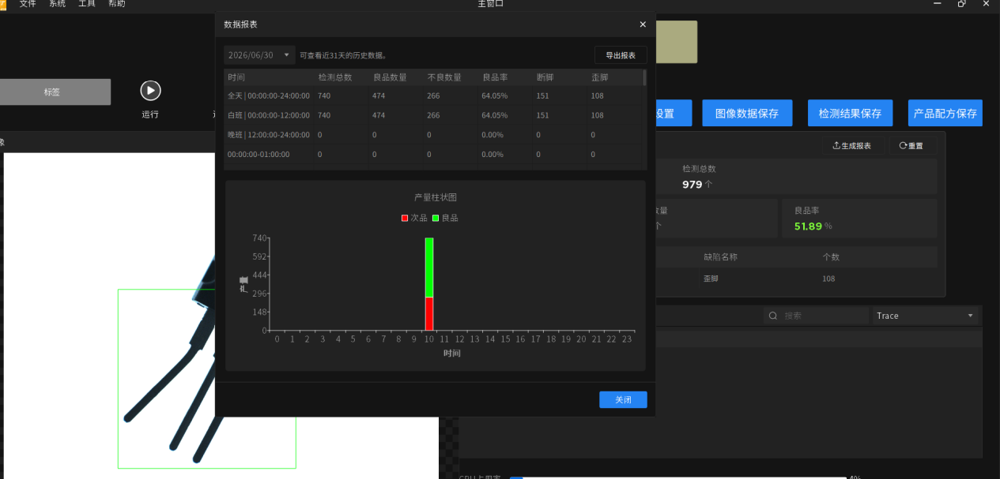 文件 系统 工具 帮助 主窗口
数据报表
2026/06/30 可查看近31天的历史数据。 导出报表
时间 检测总数 良品数量 不良数量 良品率 断脚 歪脚
全天 | 00:00:00-24:00:00 740 474 266 64.05% 151 108
白班 | 00:00:00-12:00:00 740 474 266 64.05% 151 108
晚班 | 12:00:00-24:00:00 0 0 0 0.00% 0 0
00:00:00-01:00:00 0 0 0 0.00% 0 0
标签
运行
产量柱状图
次品 良品
740
592
444
296
148
0
产量
0 1 2 3 4 5 6 7 8 9 10 11 12 13 14 15 16 17 18 19 20 21 22 23
时间
关闭
设置 图像数据保存 检测结果保存 产品配方保存
生成报表 重置
检测总数
979 个
数量 良品率
个 51.89 %
缺陷名称 个数
歪脚 108
搜索 Trace
CPU占用率 4%